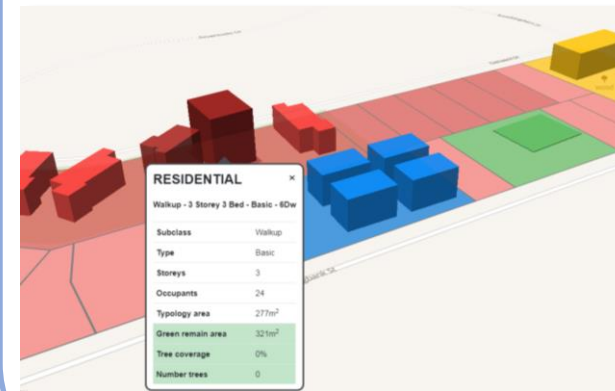 RESIDENTIAL ×
Walkup - 3 Storey 3 Bed - Basic - 6Dw
Subclass Walkup
Type Basic
Storeys 3
Occupants 24
Typology area 277m²
Green remain area 321m²
Tree coverage 0%
Number trees 0